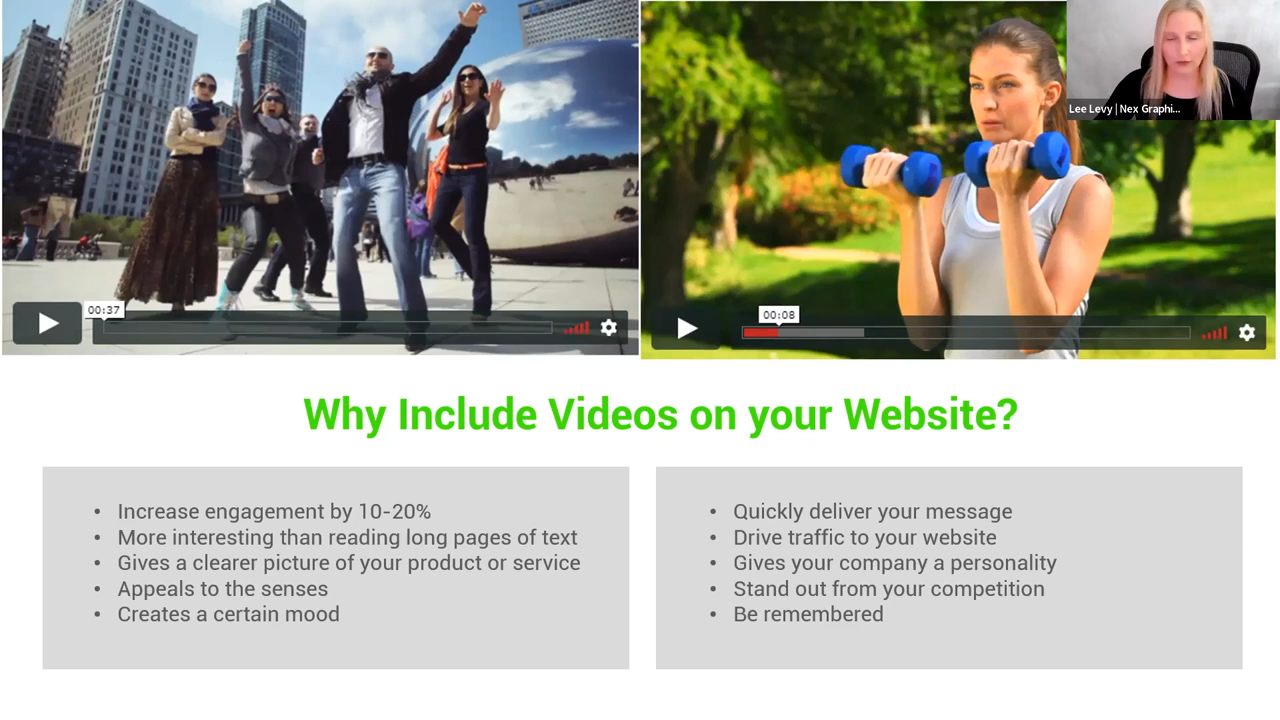 Lee Levy | Nex Graphi...
00:37
00:08
Why Include Videos on your Website?
• Increase engagement by 10-20%
• More interesting than reading long pages of text
• Gives a clearer picture of your product or service
• Appeals to the senses
• Creates a certain mood
• Quickly deliver your message
• Drive traffic to your website
• Gives your company a personality
• Stand out from your competition
• Be remembered